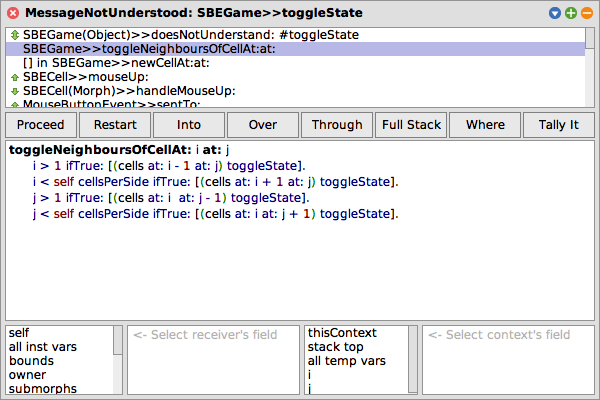 MessageNotUnderstood: SBEGame>>toggleState
SBEGame(Object)>>doesNotUnderstand: #toggleState
SBEGame>>toggleNeighboursOfCellAt:at:
[] in SBEGame>>newCellAt:at:
SBECell>>mouseUp:
SBECell(Morph)>>handleMouseUp:
MouseButtonEvent>>sentTo:
Proceed Restart Into Over Through Full Stack Where Tally It
toggleNeighboursOfCellAt: i at: j
i > 1 ifTrue: [(cells at: i - 1 at: j) toggleState].
i < self cellsPerSide ifTrue: [(cells at: i + 1 at: j) toggleState].
j > 1 ifTrue: [(cells at: i  at: j - 1) toggleState].
j < self cellsPerSide ifTrue: [(cells at: i at: j + 1) toggleState].
self
all inst vars
bounds
owner
submorphs
<- Select receiver's field
thisContext
stack top
all temp vars
i
j
<- Select context's field